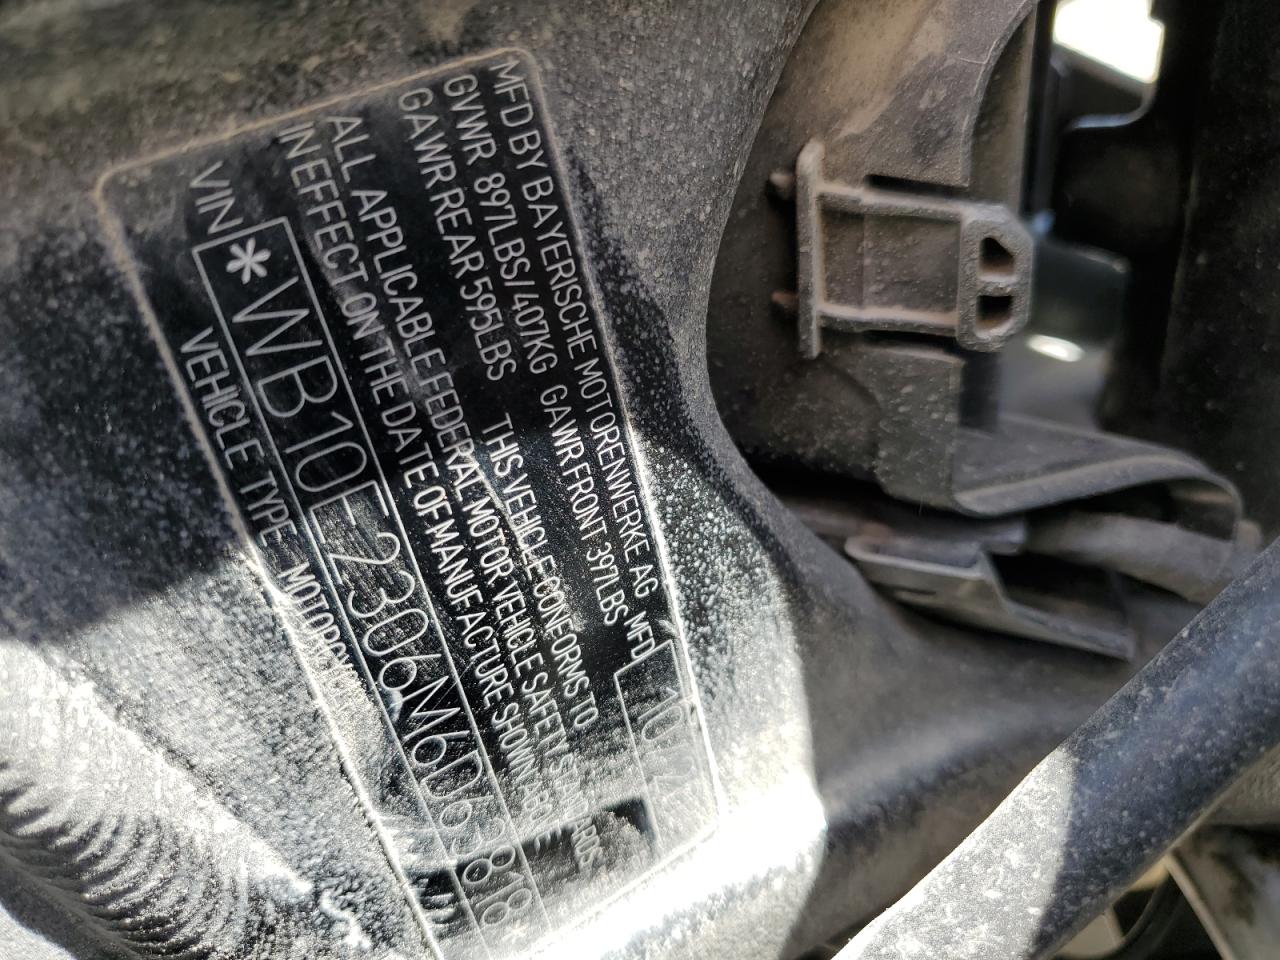 MFD BY BAYERISCHE MOTORENWERKE AG MFD
GVWR 897LBS/407KG GAWR FRONT 397LBS
GAWR REAR 595LBS THIS VEHICLE CONFORMS TO
ALL APPLICABLE FEDERAL MOTOR VEHICLE SAFETY STANDARDS
IN EFFECT ON THE DATE OF MANUFACTURE SHOWN ABOVE
VIN *WB10E2306M6D63818*
VEHICLE TYPE MOTORCYCLE